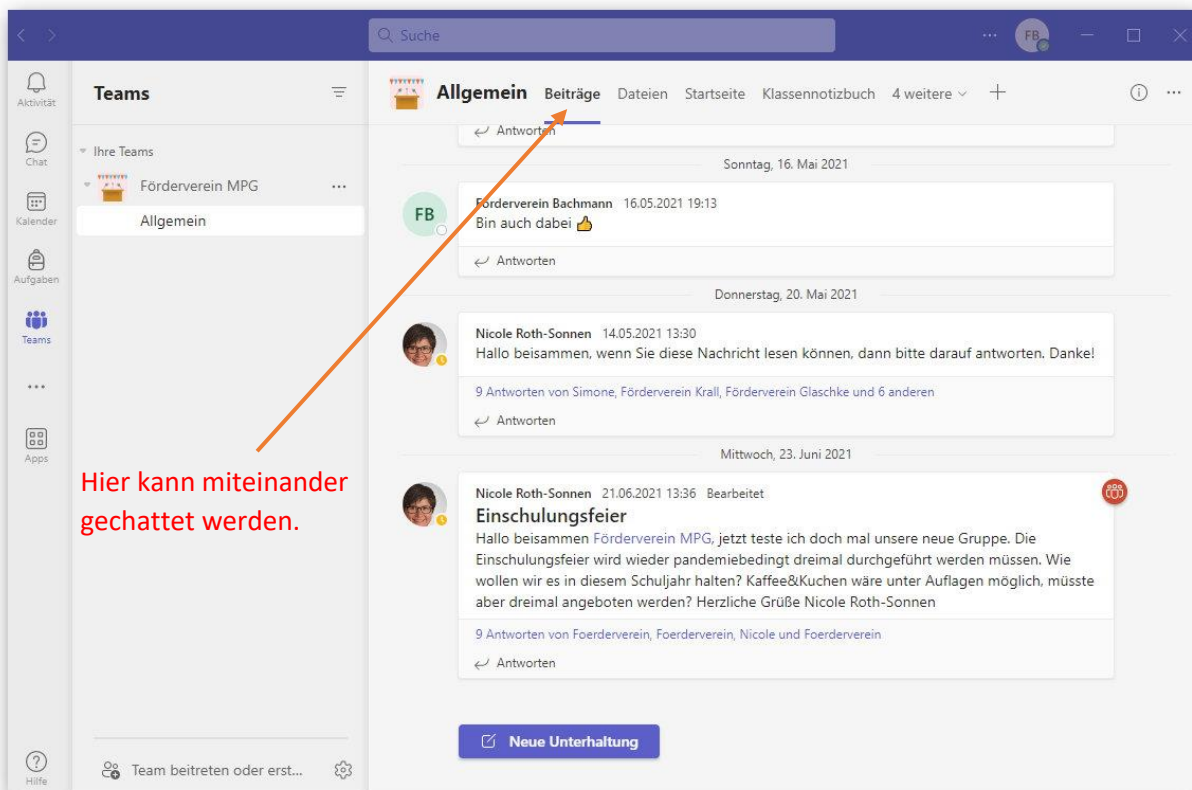 Suche
FB
Aktivität
Chat
Kalender
Aufgaben
Teams
Apps
Hilfe
Teams
Ihre Teams
Förderverein MPG
Allgemein
Hier kann miteinander
gechattet werden.
Team beitreten oder erst...
Allgemein Beiträge Dateien Startseite Klassennotizbuch 4 weitere
Antworten
Sonntag, 16. Mai 2021
FB
Förderverein Bachmann 16.05.2021 19:13
Bin auch dabei 👍
Antworten
Donnerstag, 20. Mai 2021
Nicole Roth-Sonnen 14.05.2021 13:30
Hallo beisammen, wenn Sie diese Nachricht lesen können, dann bitte darauf antworten. Danke!
9 Antworten von Simone, Förderverein Krall, Förderverein Glaschke und 6 anderen
Antworten
Mittwoch, 23. Juni 2021
Nicole Roth-Sonnen 21.06.2021 13:36 Bearbeitet
Einschulungsfeier
Hallo beisammen Förderverein MPG, jetzt teste ich doch mal unsere neue Gruppe. Die
Einschulungsfeier wird wieder pandemiebedingt dreimal durchgeführt werden müssen. Wie
wollen wir es in diesem Schuljahr halten? Kaffee&Kuchen wäre unter Auflagen möglich, müsste
aber dreimal angeboten werden? Herzliche Grüße Nicole Roth-Sonnen
9 Antworten von Foerderverein, Foerderverein, Nicole und Foerderverein
Antworten
Neue Unterhaltung